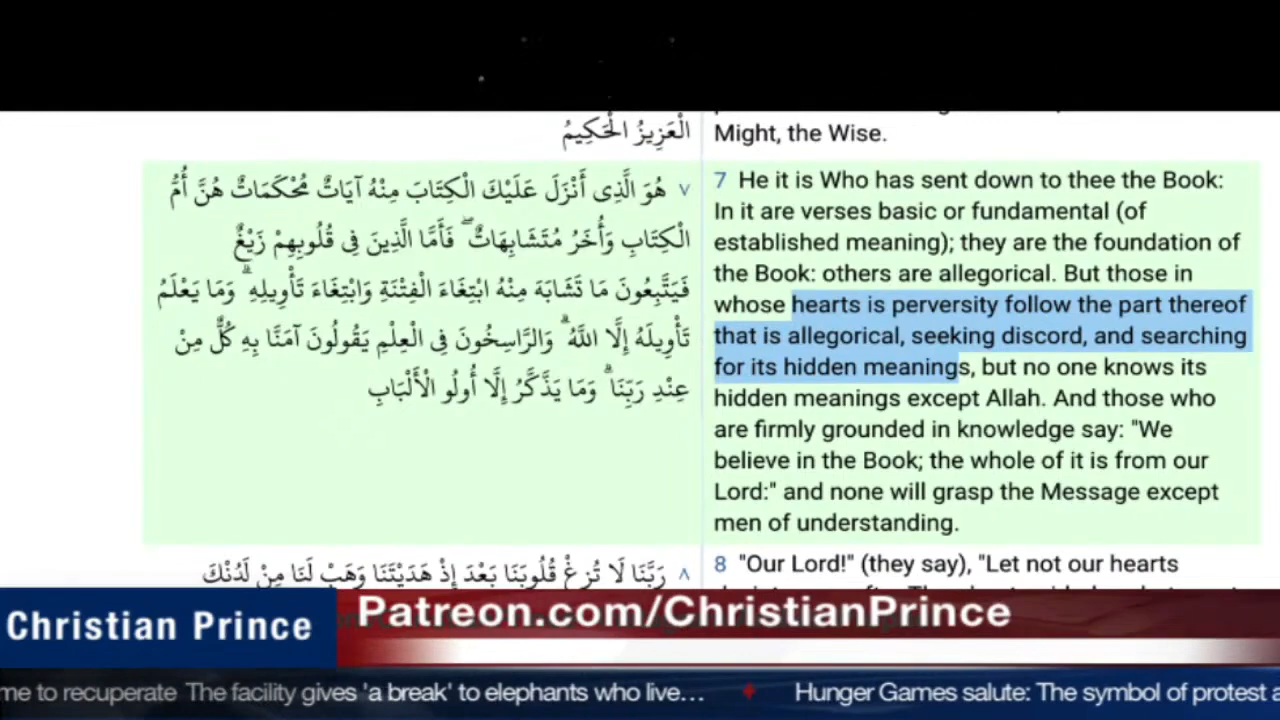 الْعَزِيزُ الْحَكِيمُ
Might, the Wise.
٧ هُوَ الَّذِى أَنْزَلَ عَلَيْكَ الْكِتَابَ مِنْهُ آيَاتٌ مُحْكَمَاتٌ هُنَّ أُمُّ
الْكِتَابِ وَأُخَرُ مُتَشَابِهَاتٌ ۖ فَأَمَّا الَّذِينَ فِى قُلُوبِهِمْ زَيْغٌ
فَيَتَّبِعُونَ مَا تَشَابَهَ مِنْهُ ابْتِغَاءَ الْفِتْنَةِ وَابْتِغَاءَ تَأْوِيلِهِ ۗ وَمَا يَعْلَمُ
تَأْوِيلَهُ إِلَّا اللَّهُ ۗ وَالرَّاسِخُونَ فِى الْعِلْمِ يَقُولُونَ آمَنَّا بِهِ كُلٌّ مِنْ
عِنْدِ رَبِّنَا ۗ وَمَا يَذَّكَّرُ إِلَّا أُولُو الْأَلْبَابِ
7 He it is Who has sent down to thee the Book:
In it are verses basic or fundamental (of
established meaning); they are the foundation of
the Book: others are allegorical. But those in
whose hearts is perversity follow the part thereof
that is allegorical, seeking discord, and searching
for its hidden meanings, but no one knows its
hidden meanings except Allah. And those who
are firmly grounded in knowledge say: "We
believe in the Book; the whole of it is from our
Lord:" and none will grasp the Message except
men of understanding.
٨ رَبَّنَا لَا تُزِغْ قُلُوبَنَا بَعْدَ إِذْ هَدَيْتَنَا وَهَبْ لَنَا مِنْ لَدُنْكَ
8 "Our Lord!" (they say), "Let not our hearts
Christian Prince
Patreon.com/ChristianPrince
me to recuperate The facility gives 'a break' to elephants who live… Hunger Games salute: The symbol of protest a